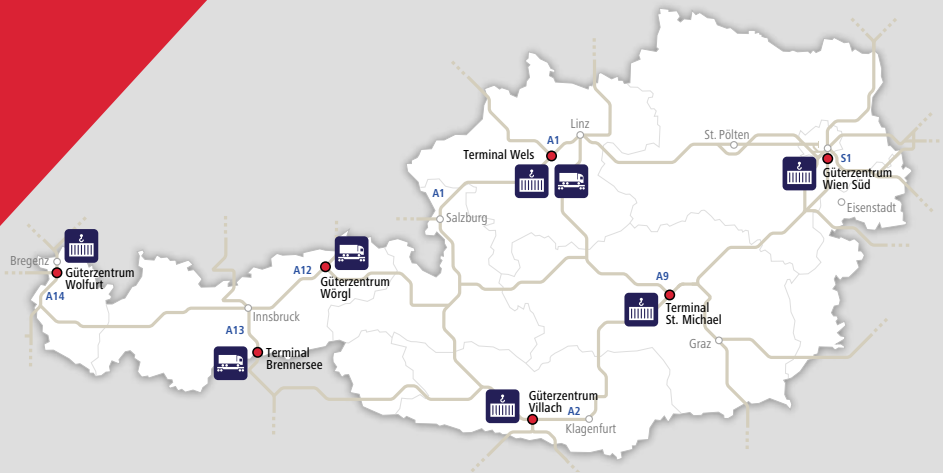 Linz
A1
St. Pölten
Terminal Wels
S1
Güterzentrum
Wien Süd
A1
Eisenstadt
Salzburg
Bregenz
Güterzentrum
Wolfurt
A14
A12
Güterzentrum
Wörgl
A9
Innsbruck
Terminal
St. Michael
A13
Graz
Terminal
Brennersee
Güterzentrum
Villach
A2
Klagenfurt